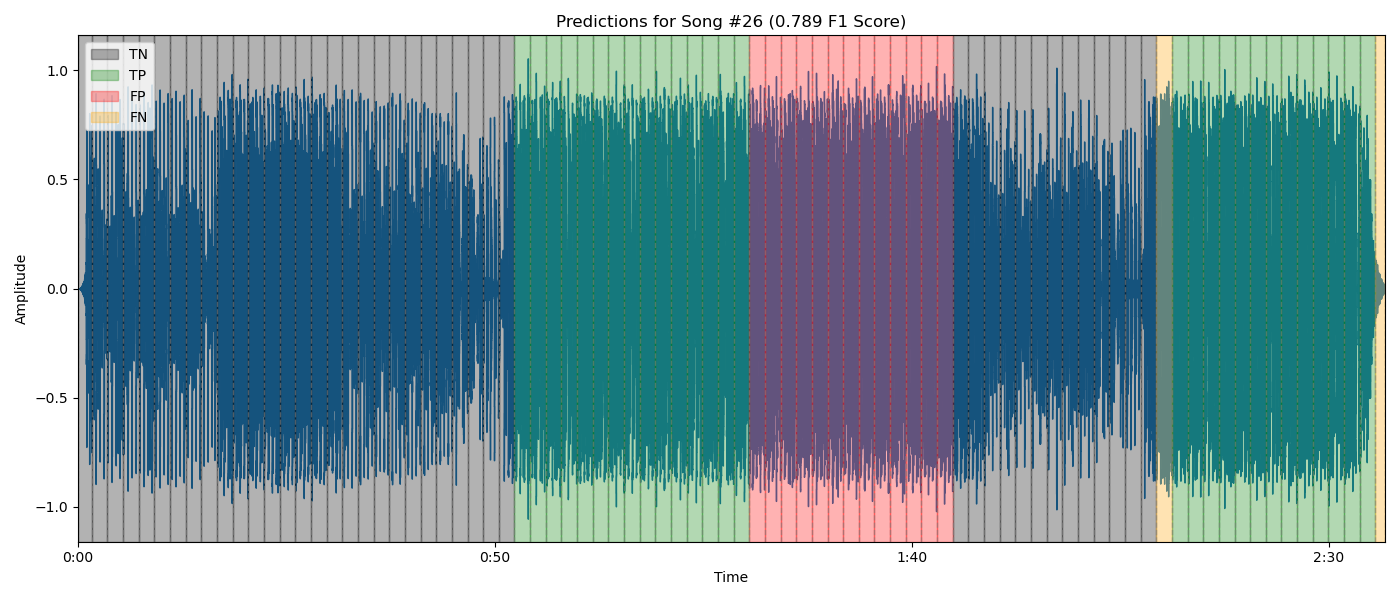 Predictions for Song #26 (0.789 F1 Score)
TN
TP
FP
FN
1.0
0.5
0.0
−0.5
−1.0
Amplitude
0:00
0:50
1:40
2:30
Time